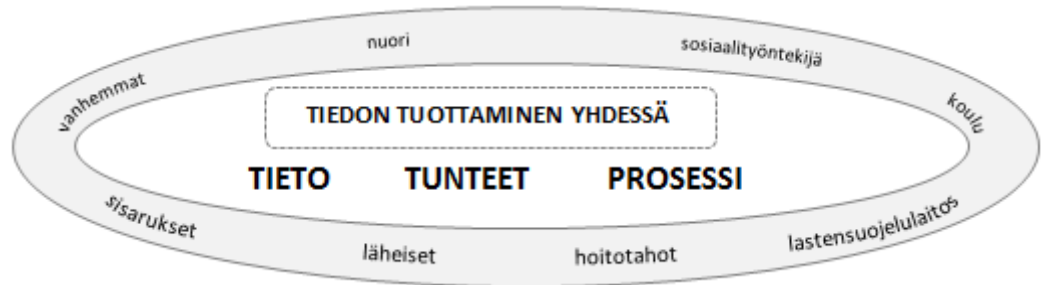 nuori
sosiaalityöntekijä
vanhemmat
koulu
TIEDON TUOTTAMINEN YHDESSÄ
TIETO TUNTEET PROSESSI
sisarukset
läheiset
hoitotahot
lastensuojelulaitos